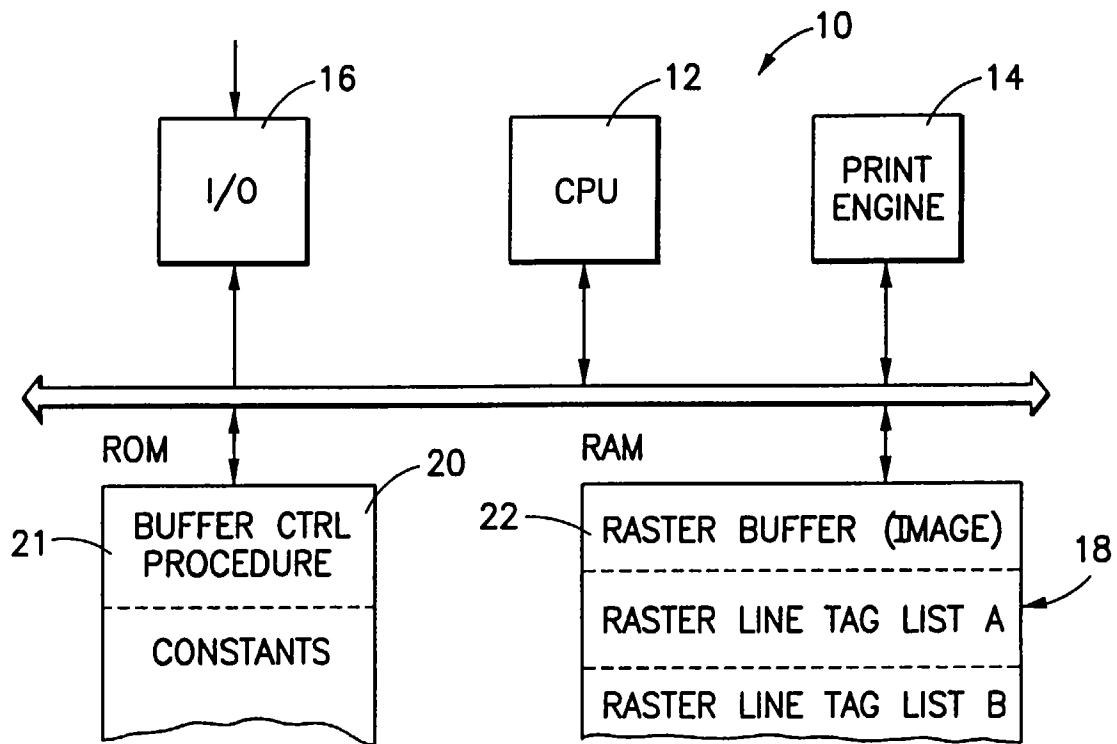 10
16
12
14
I/O
CPU
PRINT
ENGINE
ROM
RAM
20
21
BUFFER CTRL
PROCEDURE
CONSTANTS
22
RASTER BUFFER (IMAGE)
18
RASTER LINE TAG LIST A
RASTER LINE TAG LIST B